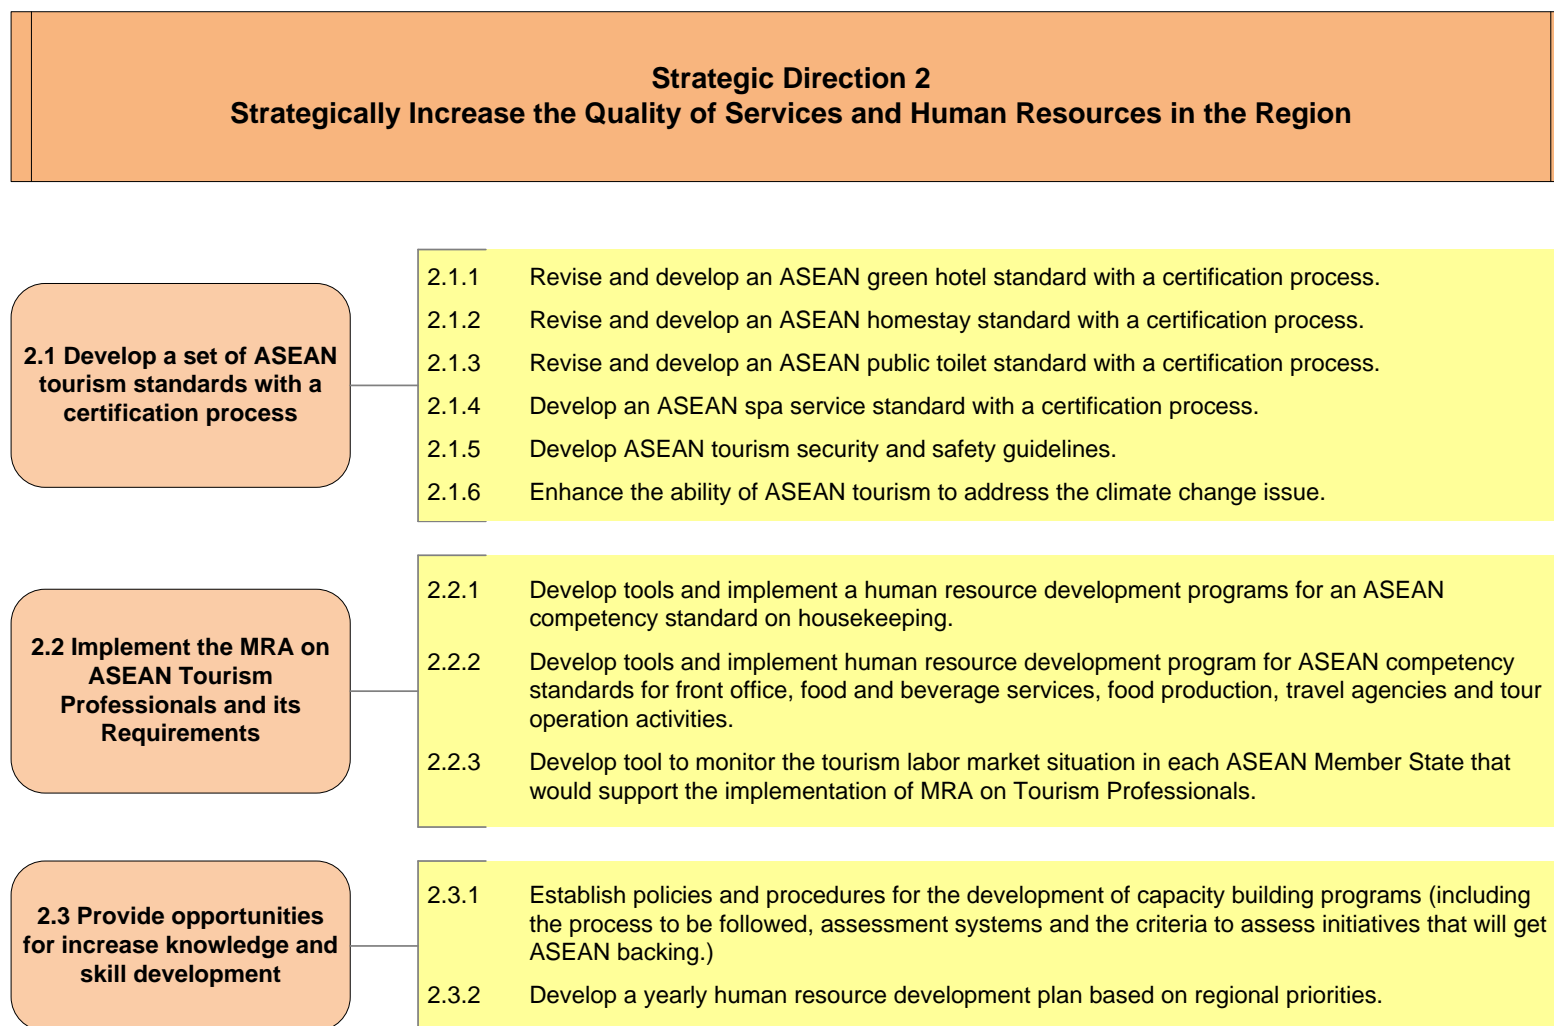 Strategic Direction 2
Strategically Increase the Quality of Services and Human Resources in the Region
2.1 Develop a set of ASEAN
tourism standards with a
certification process
2.1.1 Revise and develop an ASEAN green hotel standard with a certification process.
2.1.2 Revise and develop an ASEAN homestay standard with a certification process.
2.1.3 Revise and develop an ASEAN public toilet standard with a certification process.
2.1.4 Develop an ASEAN spa service standard with a certification process.
2.1.5 Develop ASEAN tourism security and safety guidelines.
2.1.6 Enhance the ability of ASEAN tourism to address the climate change issue.
2.2 Implement the MRA on
ASEAN Tourism
Professionals and its
Requirements
2.2.1 Develop tools and implement a human resource development programs for an ASEAN
competency standard on housekeeping.
2.2.2 Develop tools and implement human resource development program for ASEAN competency
standards for front office, food and beverage services, food production, travel agencies and tour
operation activities.
2.2.3 Develop tool to monitor the tourism labor market situation in each ASEAN Member State that
would support the implementation of MRA on Tourism Professionals.
2.3 Provide opportunities
for increase knowledge and
skill development
2.3.1 Establish policies and procedures for the development of capacity building programs (including
the process to be followed, assessment systems and the criteria to assess initiatives that will get
ASEAN backing.)
2.3.2 Develop a yearly human resource development plan based on regional priorities.